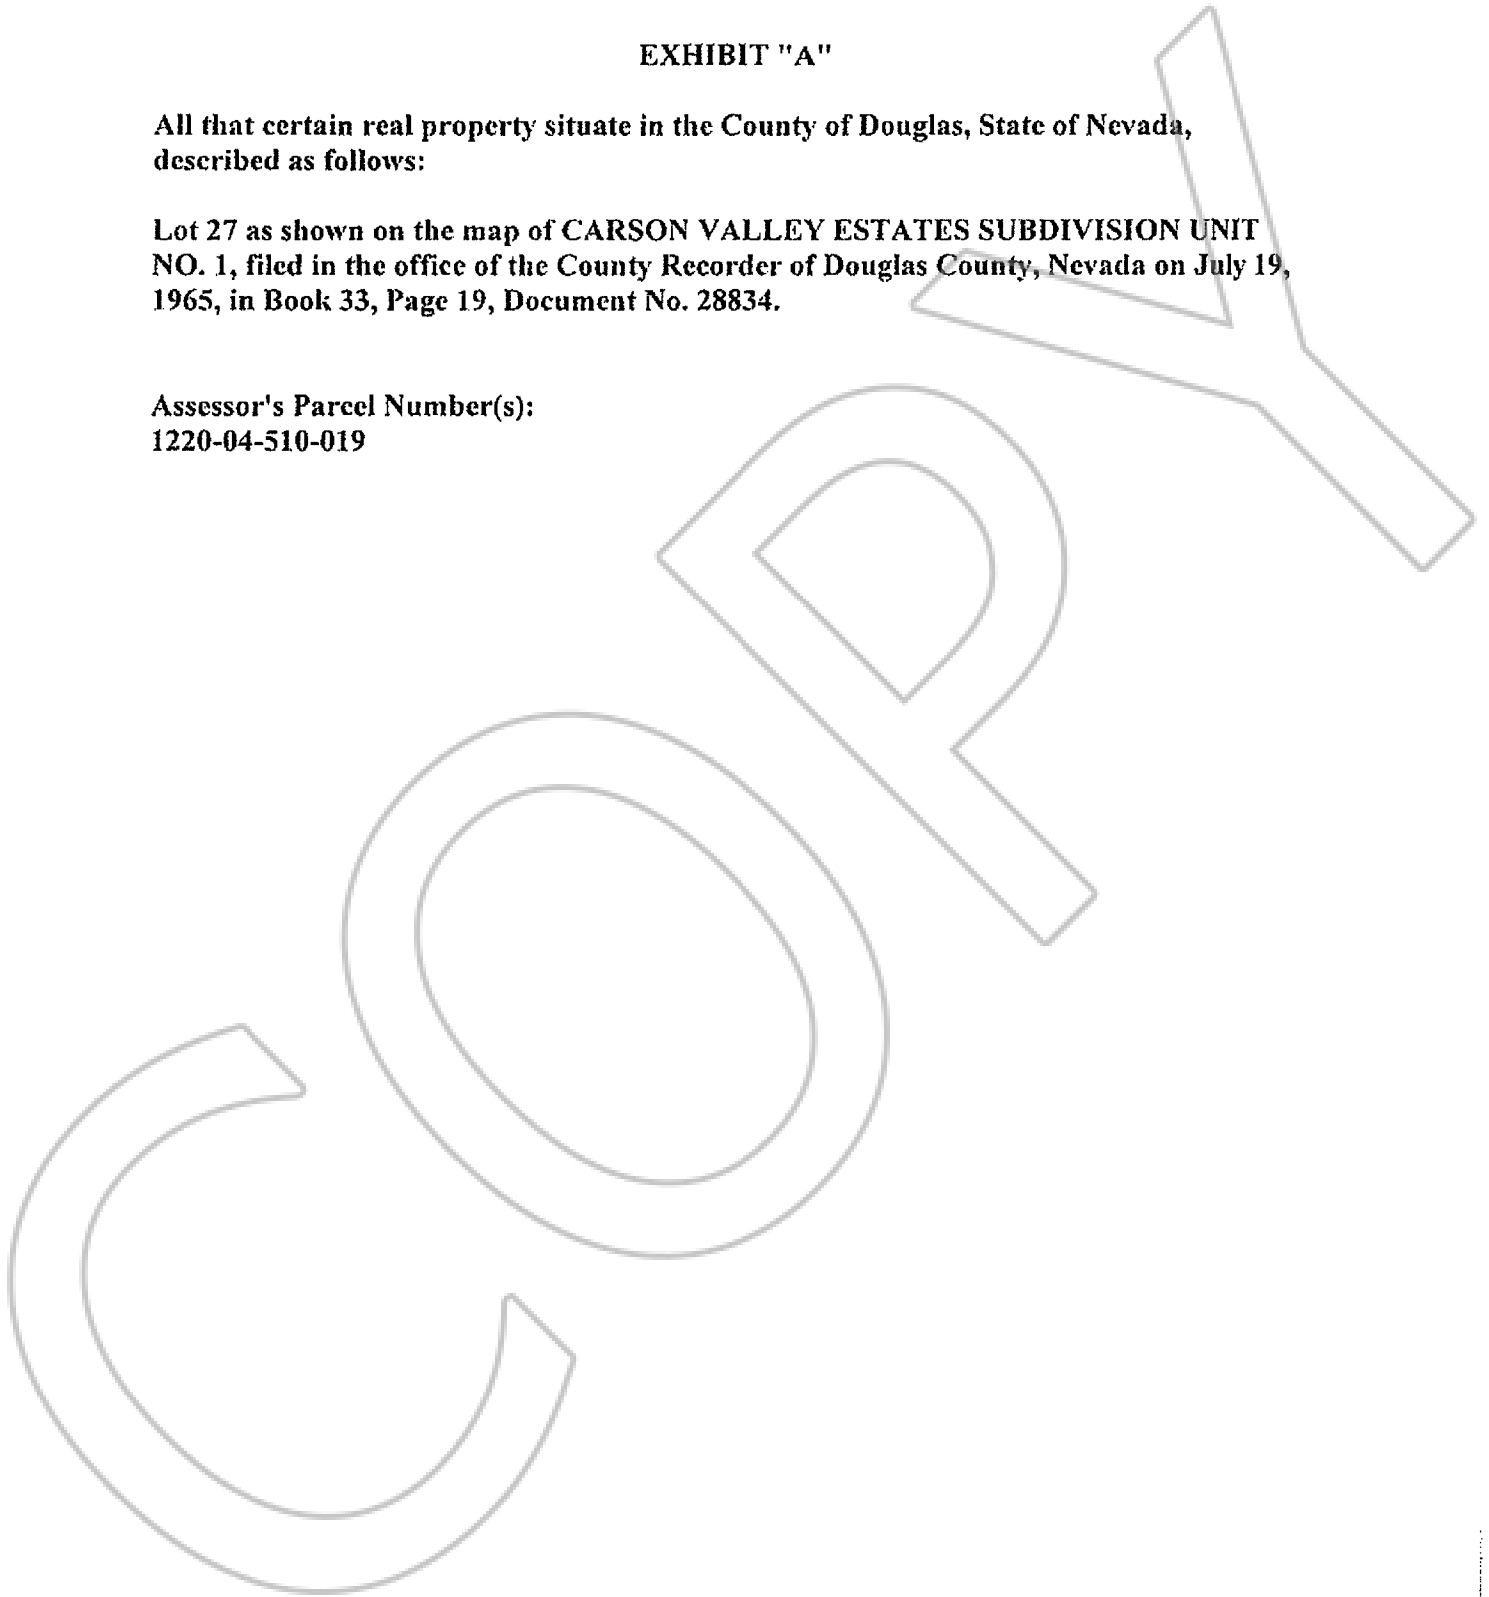 EXHIBIT "A"
All that certain real property situate in the County of Douglas, State of Nevada,
described as follows:
Lot 27 as shown on the map of CARSON VALLEY ESTATES SUBDIVISION UNIT
NO. 1, filed in the office of the County Recorder of Douglas County, Nevada on July 19,
1965, in Book 33, Page 19, Document No. 28834.
Assessor's Parcel Number(s):
1220-04-510-019
COPY